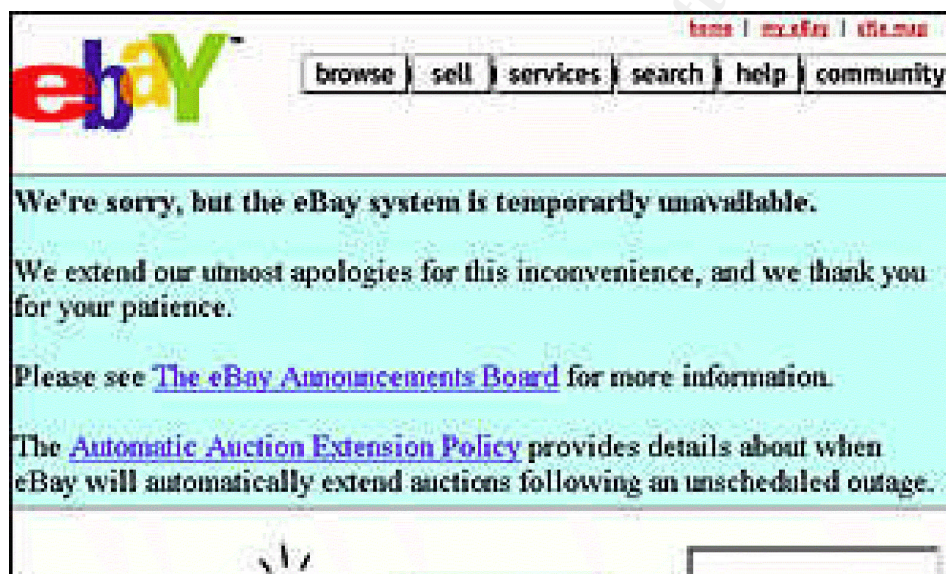 ebaY™
home | my eBay | site map
browse sell services search help community
We're sorry, but the eBay system is temporarily unavailable.
We extend our utmost apologies for this inconvenience, and we thank you
for your patience.
Please see The eBay Announcements Board for more information.
The Automatic Auction Extension Policy provides details about when
eBay will automatically extend auctions following an unscheduled outage.